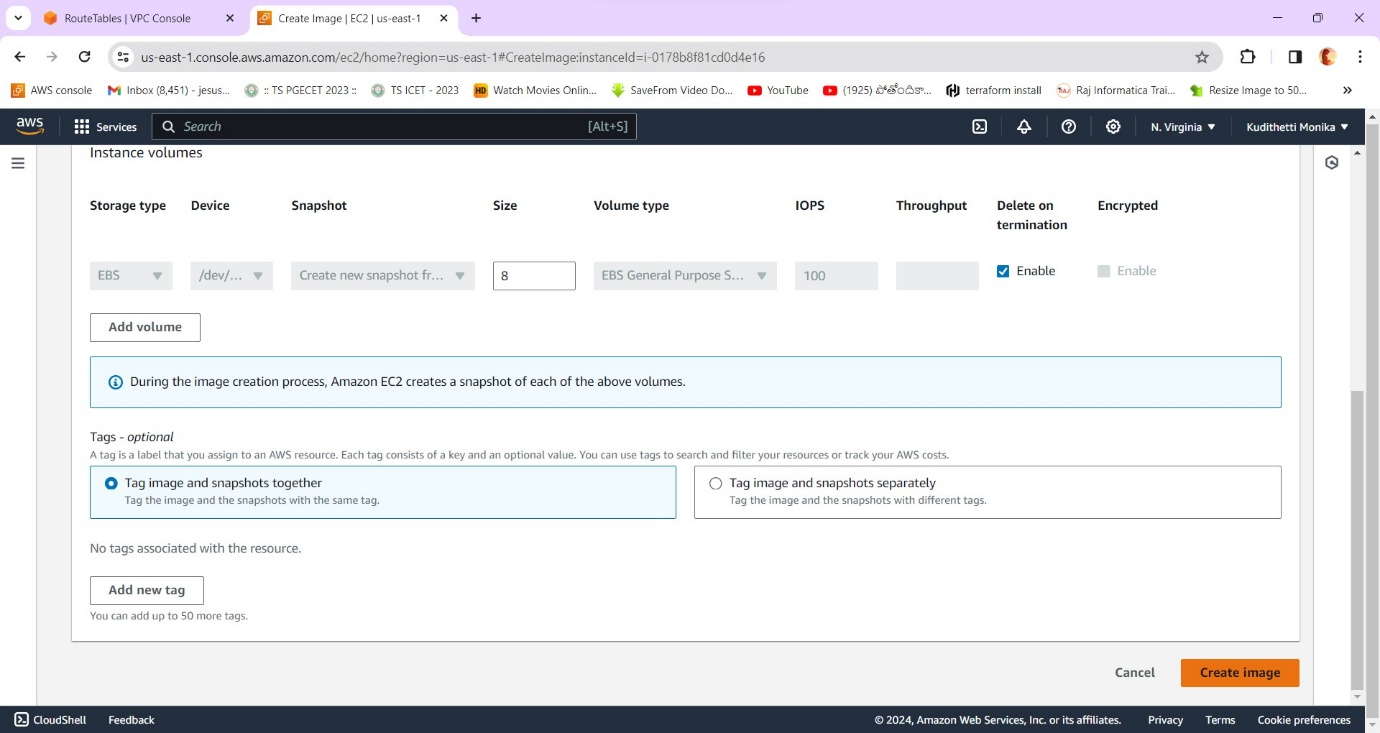 RouteTables | VPC Console
Create Image | EC2 | us-east-1
us-east-1.console.aws.amazon.com/ec2/home?region=us-east-1#CreateImage:instanceId=i-0178b8f81cd0d4e16
AWS console
Inbox (8,451) - jesus...
:: TS PGECET 2023 ::
TS ICET - 2023
HD Watch Movies Onlin...
SaveFrom Video Do...
YouTube
(1925)
terraform install
Raj Informatica Trai...
Resize Image to 50...
aws
Services
Search
[Alt+S]
N. Virginia
Kudithetti Monika
Instance volumes
Storage type Device Snapshot Size Volume type IOPS Throughput Delete on termination Encrypted
EBS /dev/... Create new snapshot fr... 8 EBS General Purpose S... 100 Enable Enable
Add volume
During the image creation process, Amazon EC2 creates a snapshot of each of the above volumes.
Tags - optional
A tag is a label that you assign to an AWS resource. Each tag consists of a key and an optional value. You can use tags to search and filter your resources or track your AWS costs.
Tag image and snapshots together
Tag the image and the snapshots with the same tag.
Tag image and snapshots separately
Tag the image and the snapshots with different tags.
No tags associated with the resource.
Add new tag
You can add up to 50 more tags.
Cancel
Create image
CloudShell
Feedback
© 2024, Amazon Web Services, Inc. or its affiliates.
Privacy
Terms
Cookie preferences